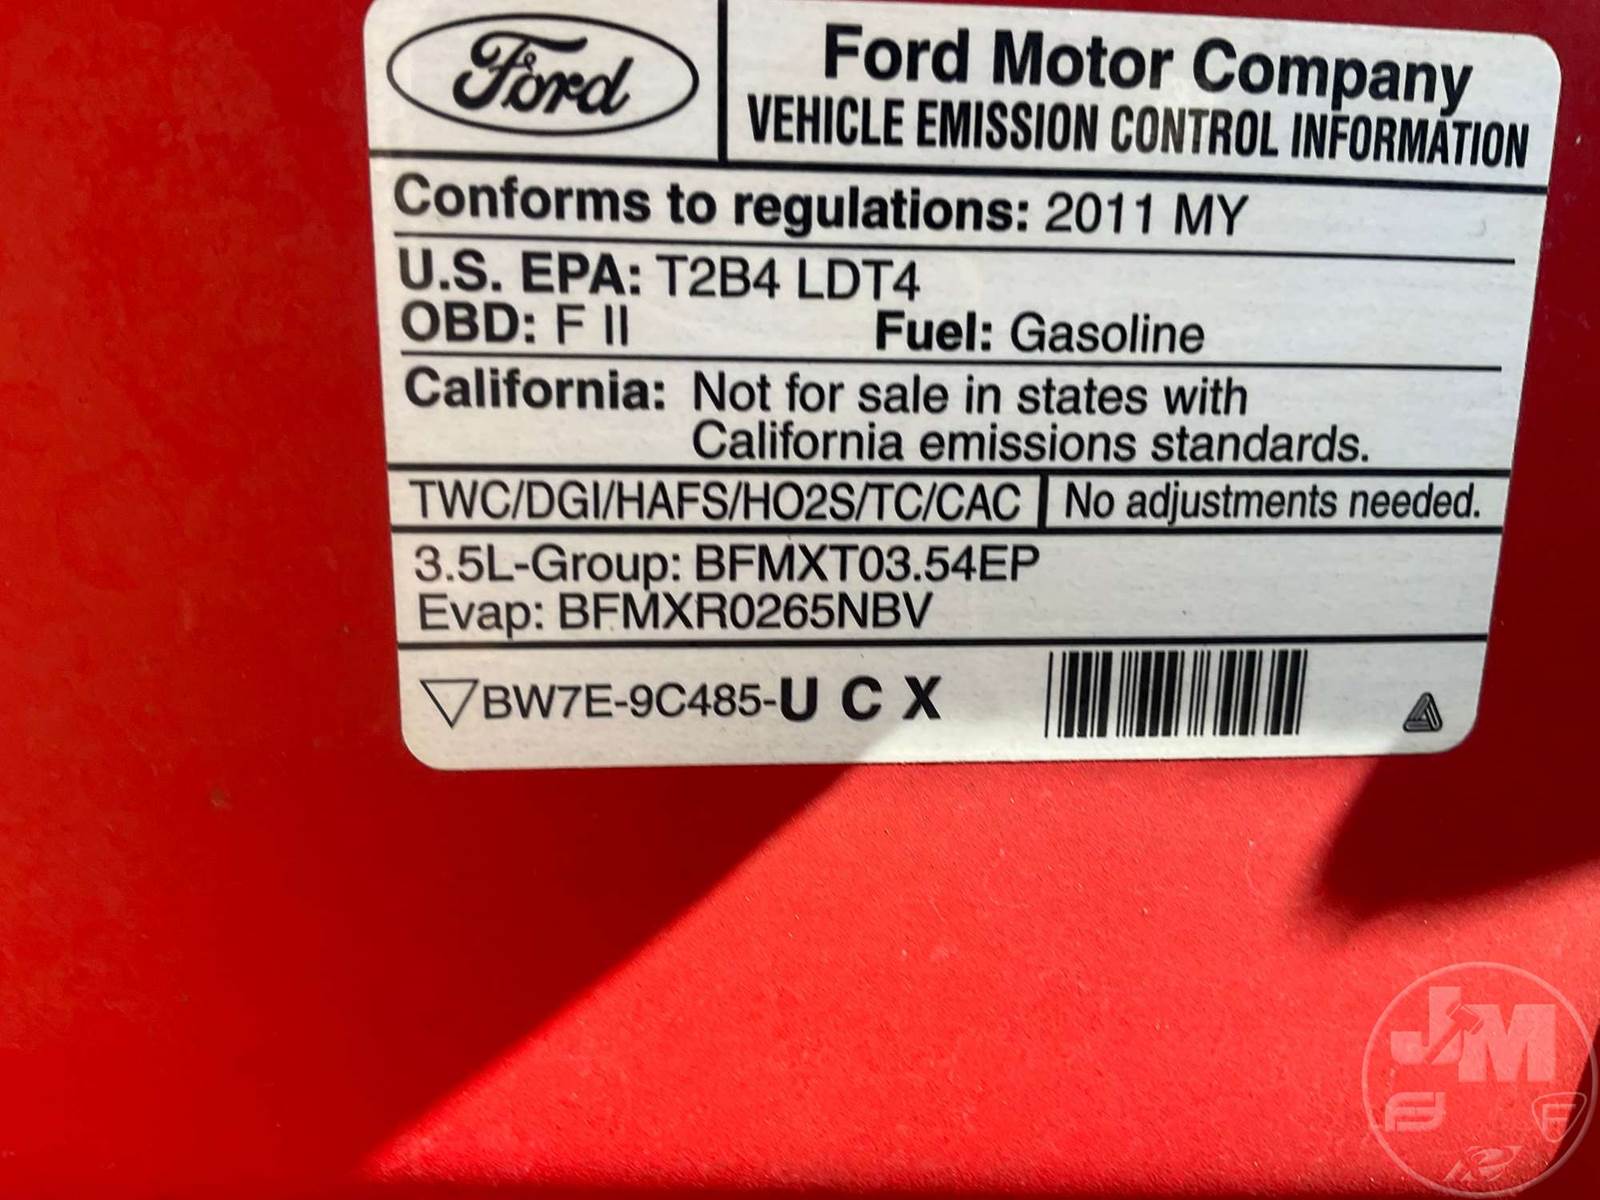 Ford
Ford Motor Company
VEHICLE EMISSION CONTROL INFORMATION
Conforms to regulations: 2011 MY
U.S. EPA: T2B4 LDT4
OBD: F II Fuel: Gasoline
California: Not for sale in states with
California emissions standards.
TWC/DGI/HAFS/HO2S/TC/CAC No adjustments needed.
3.5L-Group: BFMXT03.54EP
Evap: BFMXR0265NBV
BW7E-9C485-U C X
JM